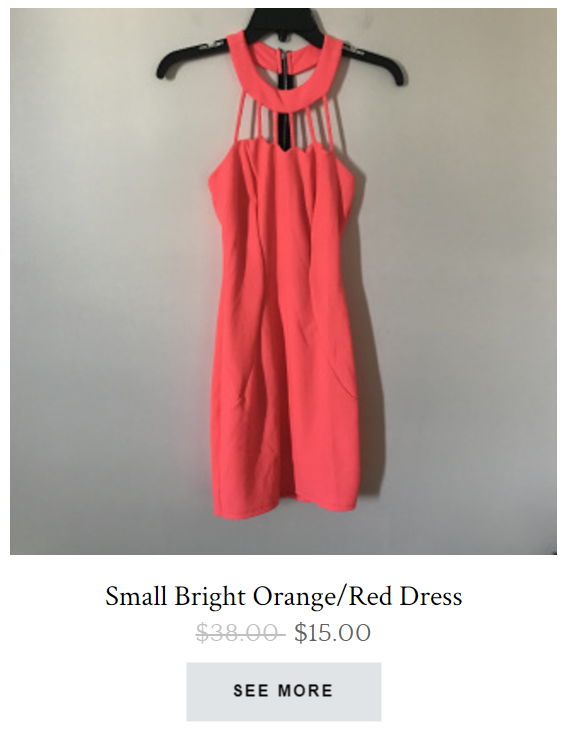 Small Bright Orange/Red Dress
$38.00 $15.00
SEE MORE